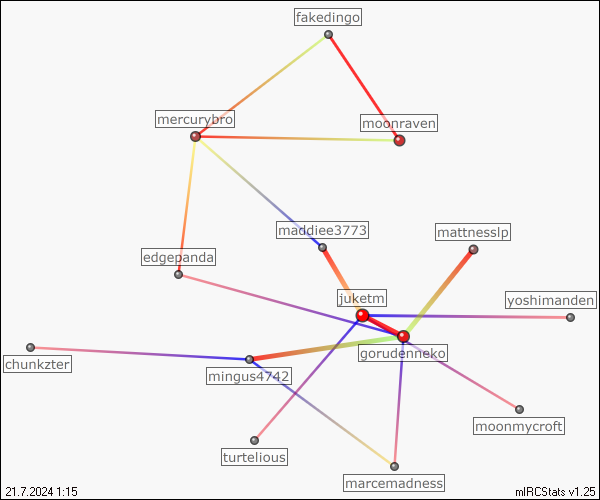 fakedingo
mercurybro
moonraven
maddiee3773
mattnesslp
edgepanda
juketm
yoshimanden
gorudenneko
chunkzter
mingus4742
moonmycroft
turtelious
marcemadness
21.7.2024 1:15
mIRCStats v1.25